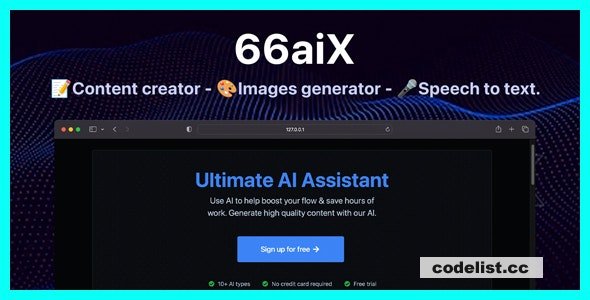 66aiX
📝Content creator - 🎨Images generator - 🎤Speech to text.
127.0.0.1
Ultimate AI Assistant
Use AI to help boost your flow & save hours of
work. Generate high quality content with our AI.
Sign up for free →
10+ AI types No credit card required Free trial
codelist.cc